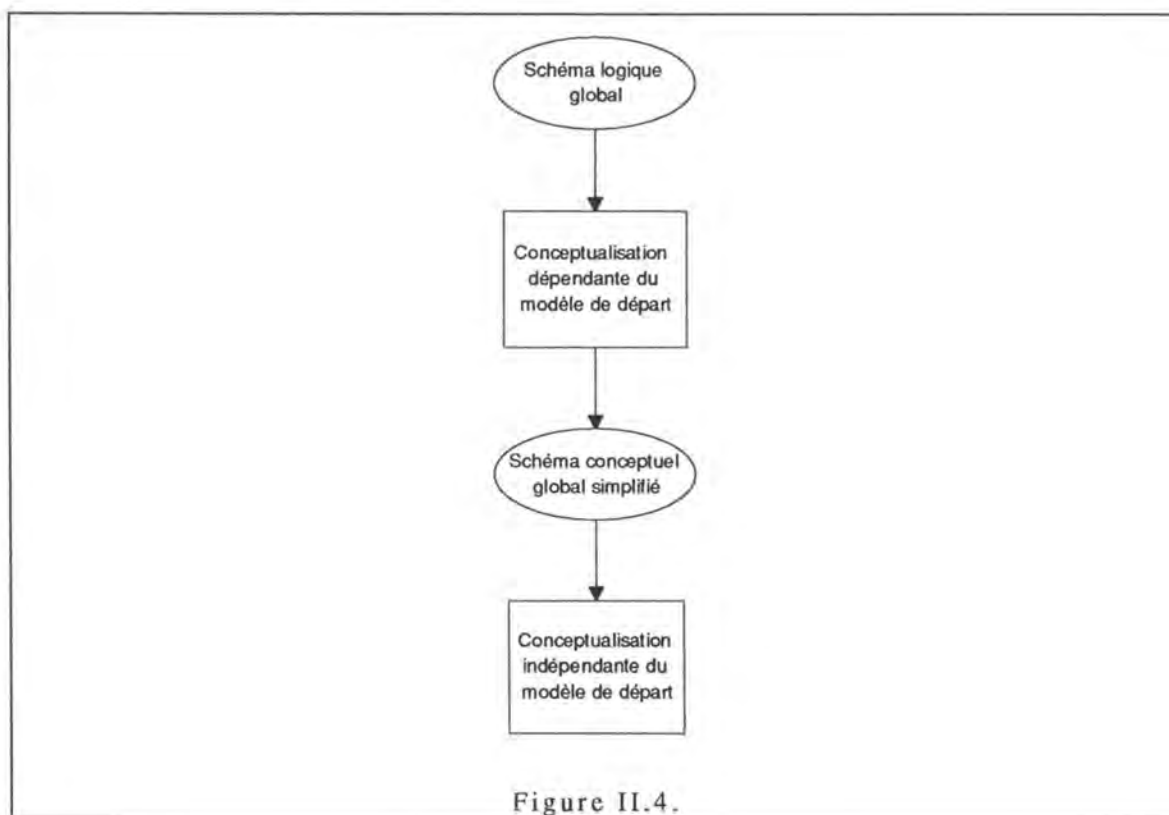 Schéma logique
global
Conceptualisation
dépendante du
modèle de départ
Schéma conceptuel
global simplifié
Conceptualisation
indépendante du
modèle de départ
Figure II.4.